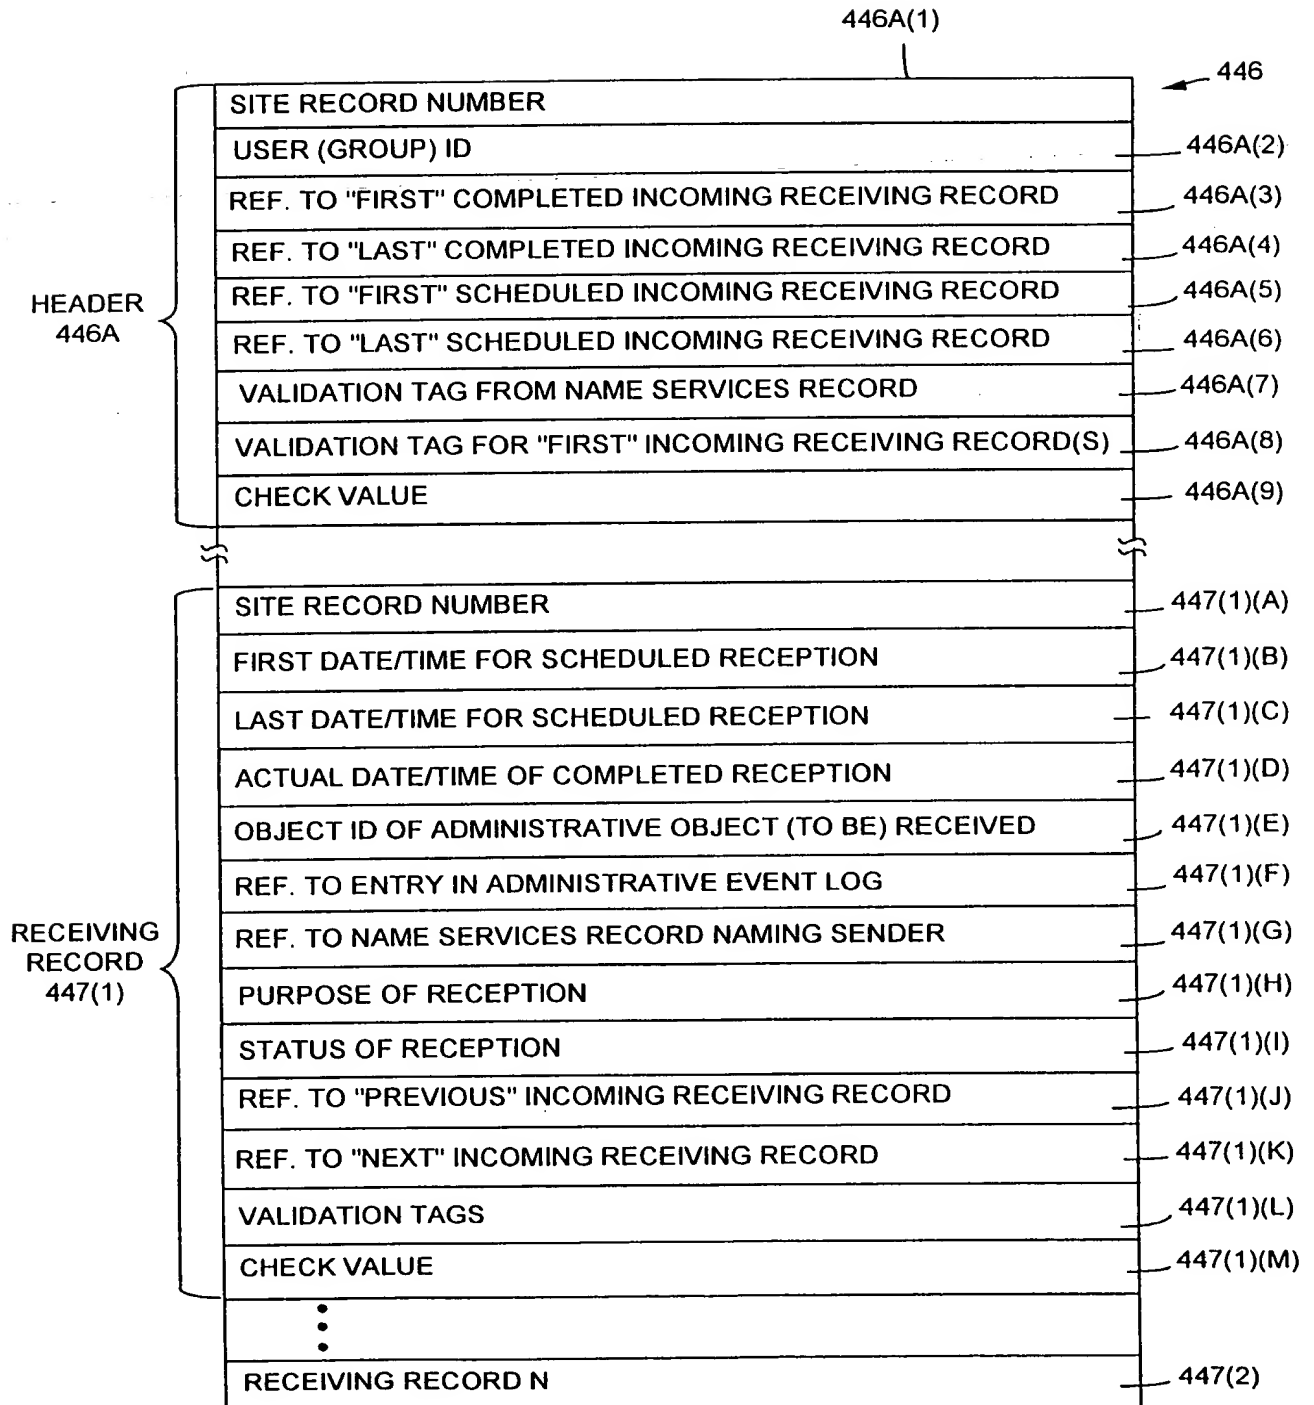 446A(1)
446
SITE RECORD NUMBER
USER (GROUP) ID
446A(2)
REF. TO "FIRST" COMPLETED INCOMING RECEIVING RECORD
446A(3)
REF. TO "LAST" COMPLETED INCOMING RECEIVING RECORD
446A(4)
REF. TO "FIRST" SCHEDULED INCOMING RECEIVING RECORD
446A(5)
HEADER
446A
REF. TO "LAST" SCHEDULED INCOMING RECEIVING RECORD
446A(6)
VALIDATION TAG FROM NAME SERVICES RECORD
446A(7)
VALIDATION TAG FOR "FIRST" INCOMING RECEIVING RECORD(S)
446A(8)
CHECK VALUE
446A(9)
SITE RECORD NUMBER
447(1)(A)
FIRST DATE/TIME FOR SCHEDULED RECEPTION
447(1)(B)
LAST DATE/TIME FOR SCHEDULED RECEPTION
447(1)(C)
ACTUAL DATE/TIME OF COMPLETED RECEPTION
447(1)(D)
OBJECT ID OF ADMINISTRATIVE OBJECT (TO BE) RECEIVED
447(1)(E)
REF. TO ENTRY IN ADMINISTRATIVE EVENT LOG
447(1)(F)
RECEIVING
RECORD
447(1)
REF. TO NAME SERVICES RECORD NAMING SENDER
447(1)(G)
PURPOSE OF RECEPTION
447(1)(H)
STATUS OF RECEPTION
447(1)(I)
REF. TO "PREVIOUS" INCOMING RECEIVING RECORD
447(1)(J)
REF. TO "NEXT" INCOMING RECEIVING RECORD
447(1)(K)
VALIDATION TAGS
447(1)(L)
CHECK VALUE
447(1)(M)
RECEIVING RECORD N
447(2)